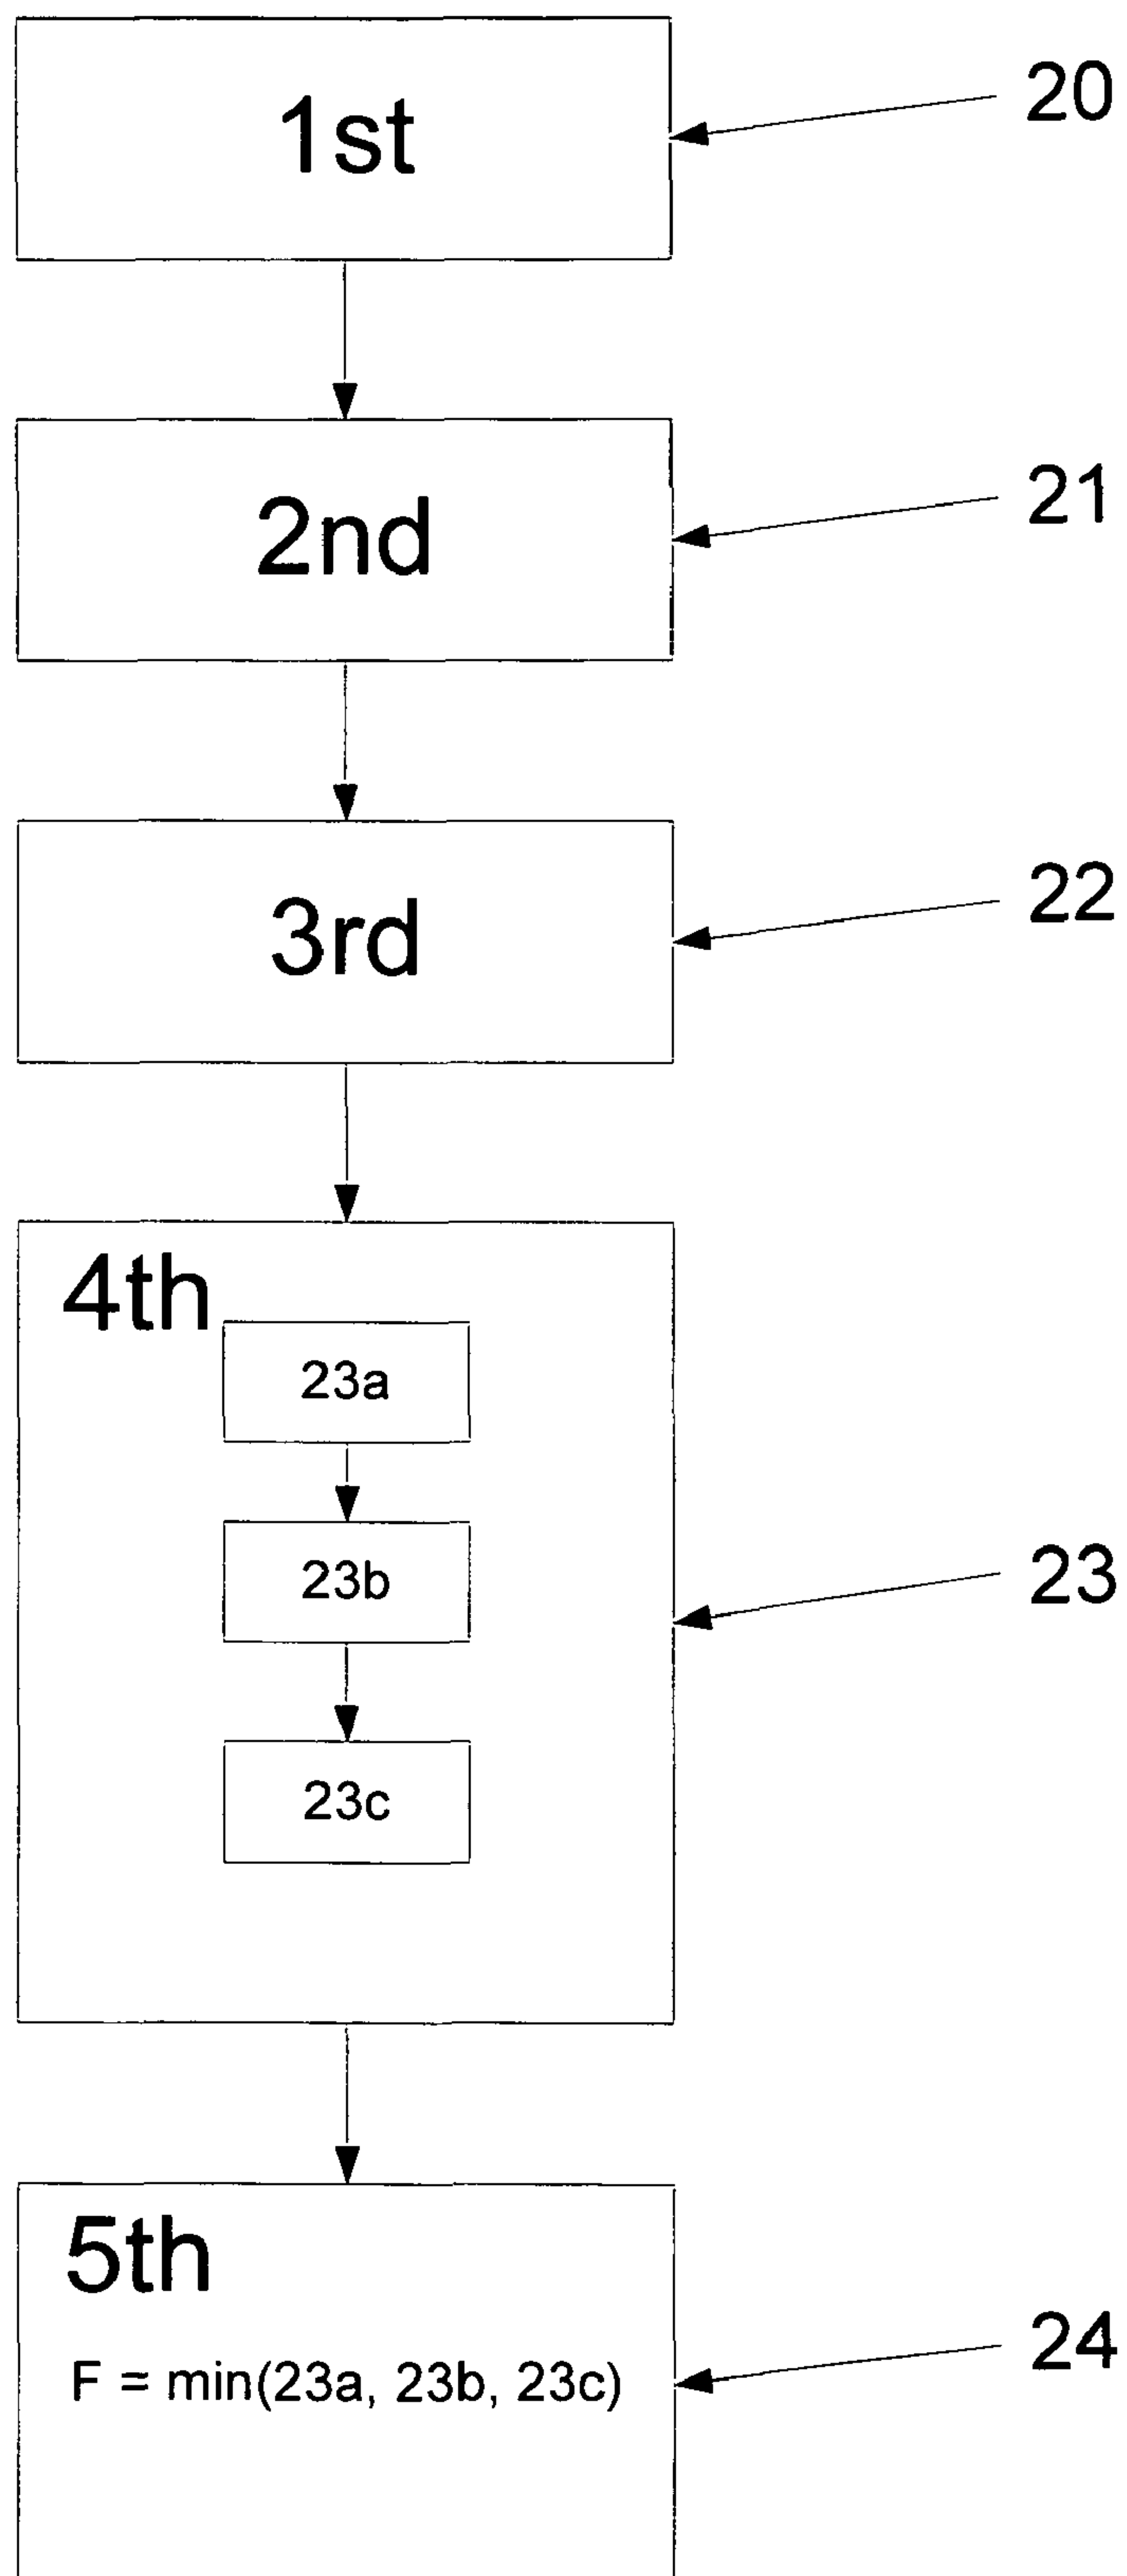 1st
20
2nd
21
3rd
22
4th
23a
23b
23
23c
5th
24
F = min(23a, 23b, 23c)